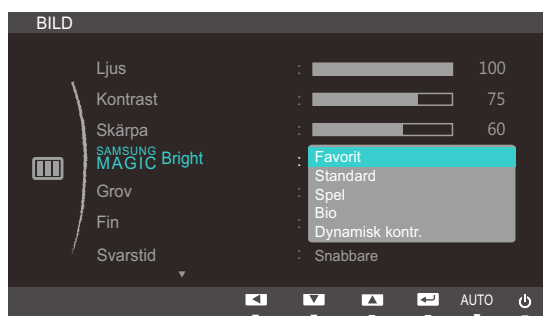 BILD
Ljus : 100
Kontrast : 75
Skärpa : 60
SAMSUNG MAGIC Bright : Favorit
Standard
Grov : Spel
Bio
Fin : Dynamisk kontr.
Svarstid : Snabbare
AUTO